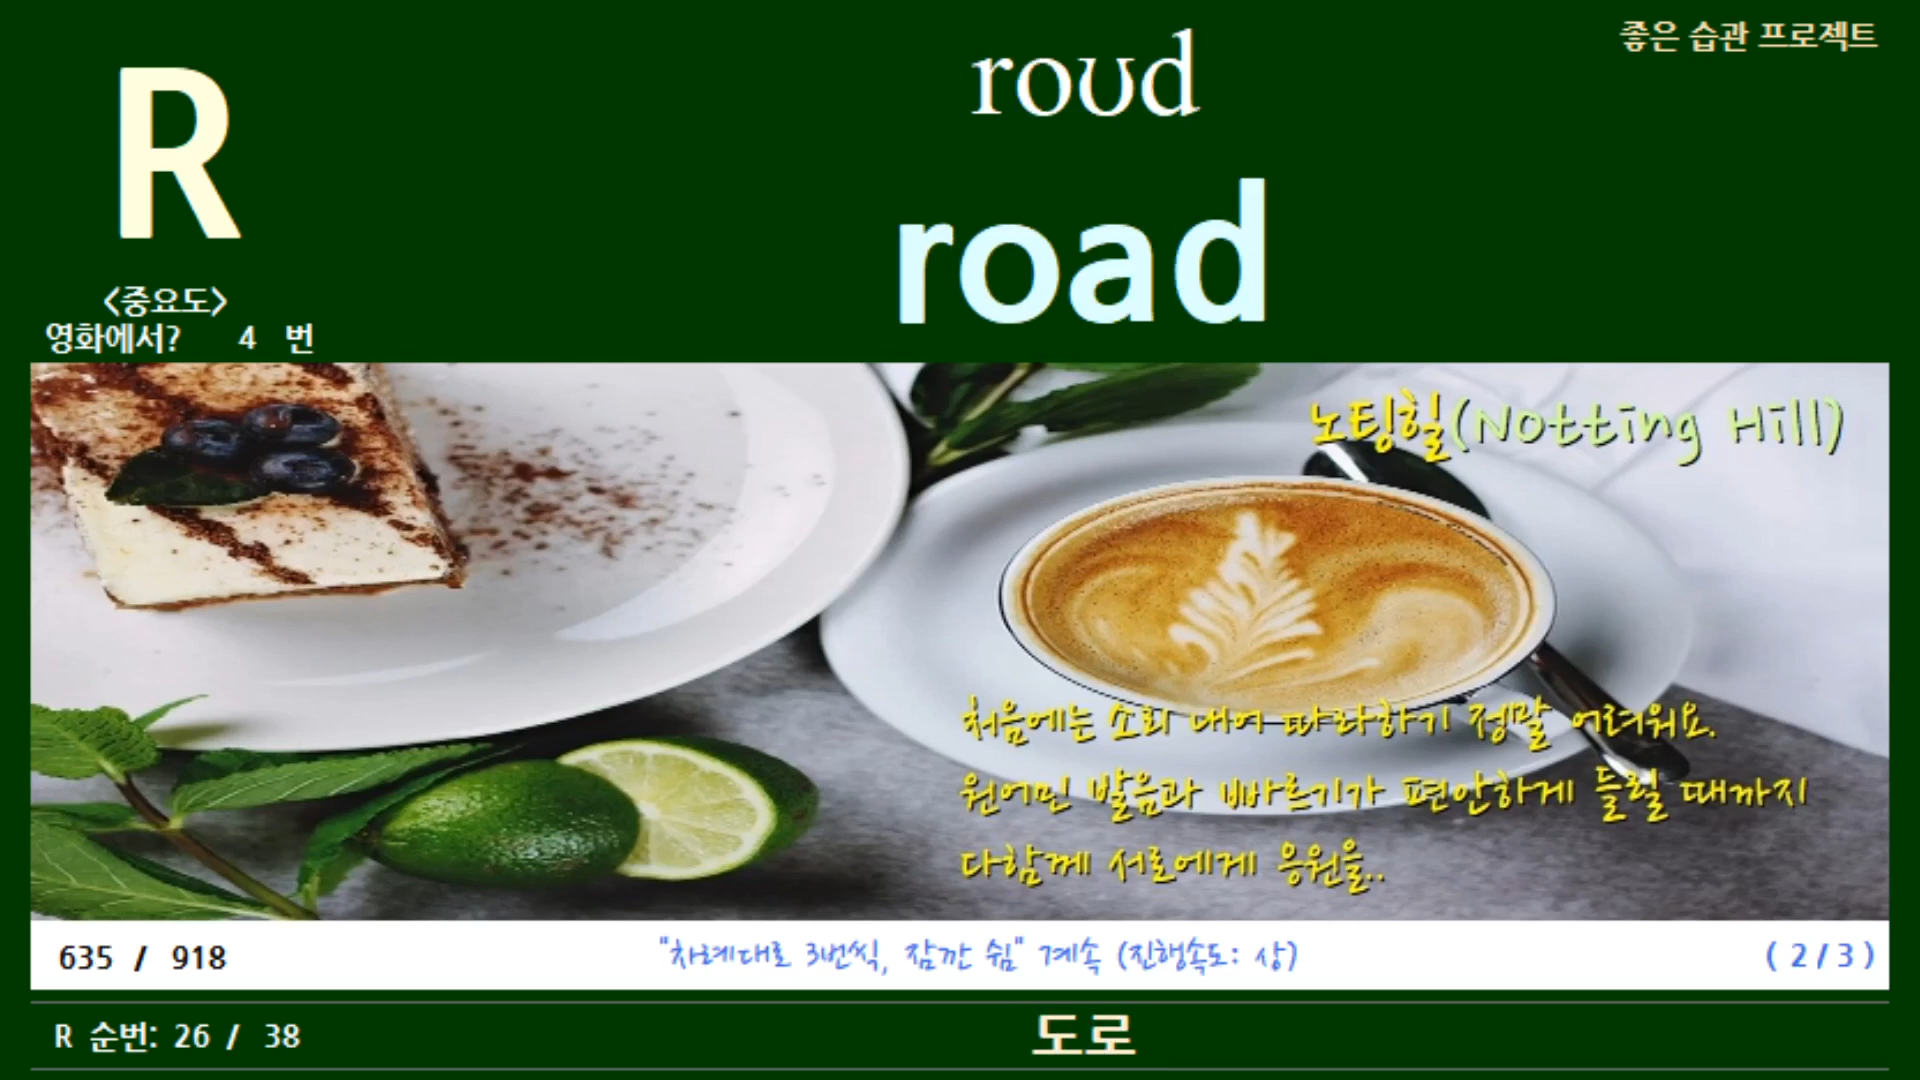 좋은 습관 프로젝트
R
roʊd
road
<중요도>
영화에서? 4 번
노팅힐(Notting Hill)
처음에는 소리 내어 따라하기 정말 어려워요.
원어민 발음과 빠르기가 편안하게 들릴 때까지
다함께 서로에게 응원을..
635 / 918
"차례대로 3번씩, 잠깐 쉼" 계속 (진행속도: 상)
( 2 / 3 )
R 순번: 26 / 38
도로